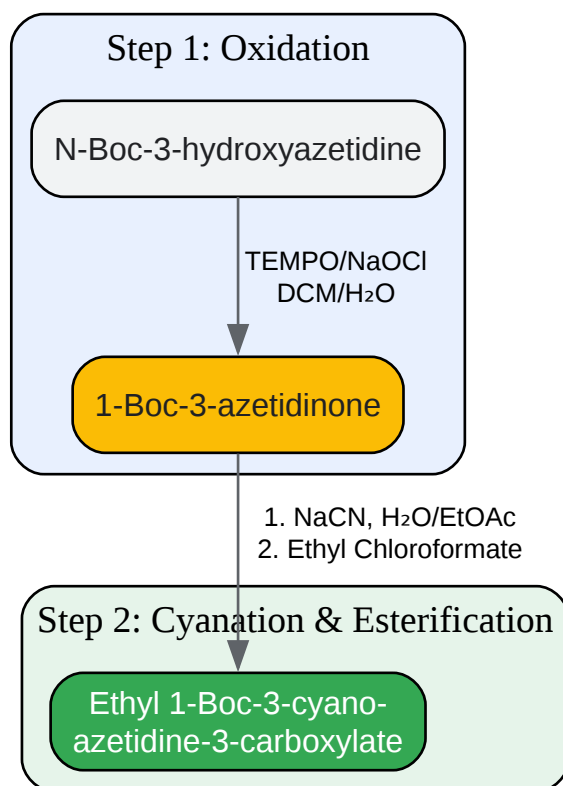 Step 1: Oxidation
N-Boc-3-hydroxyazetidine
TEMPO/NaOCl
DCM/H₂O
1-Boc-3-azetidinone
1. NaCN, H₂O/EtOAc
2. Ethyl Chloroformate
Step 2: Cyanation & Esterification
Ethyl 1-Boc-3-cyano-
azetidine-3-carboxylate